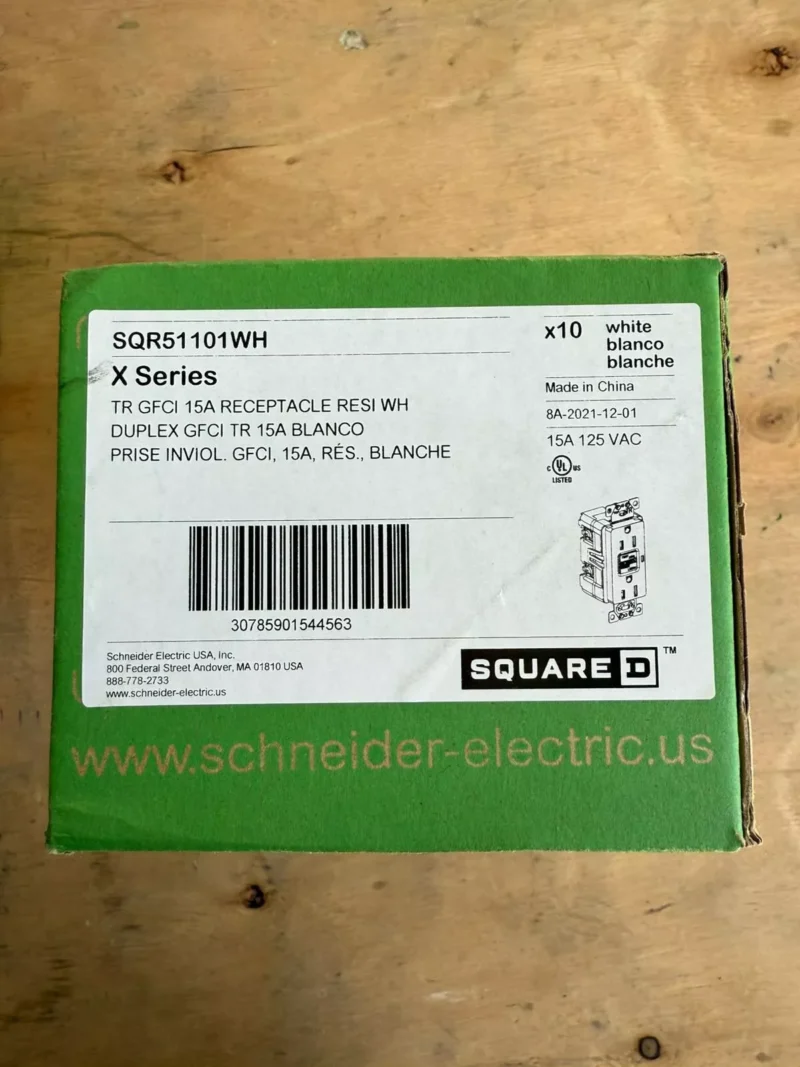 SQR51101WH
X Series
TR GFCI 15A RECEPTACLE RESI WH
DUPLEX GFCI TR 15A BLANCO
PRISE INVIOL. GFCI, 15A, RÉS., BLANCHE
x10
white
blanco
blanche
Made in China
8A-2021-12-01
15A 125 VAC
C UL US
LISTED
30785901544563
Schneider Electric USA, Inc.
800 Federal Street Andover, MA 01810 USA
888-778-2733
www.schneider-electric.us
SQUARE D™
www.schneider-electric.us